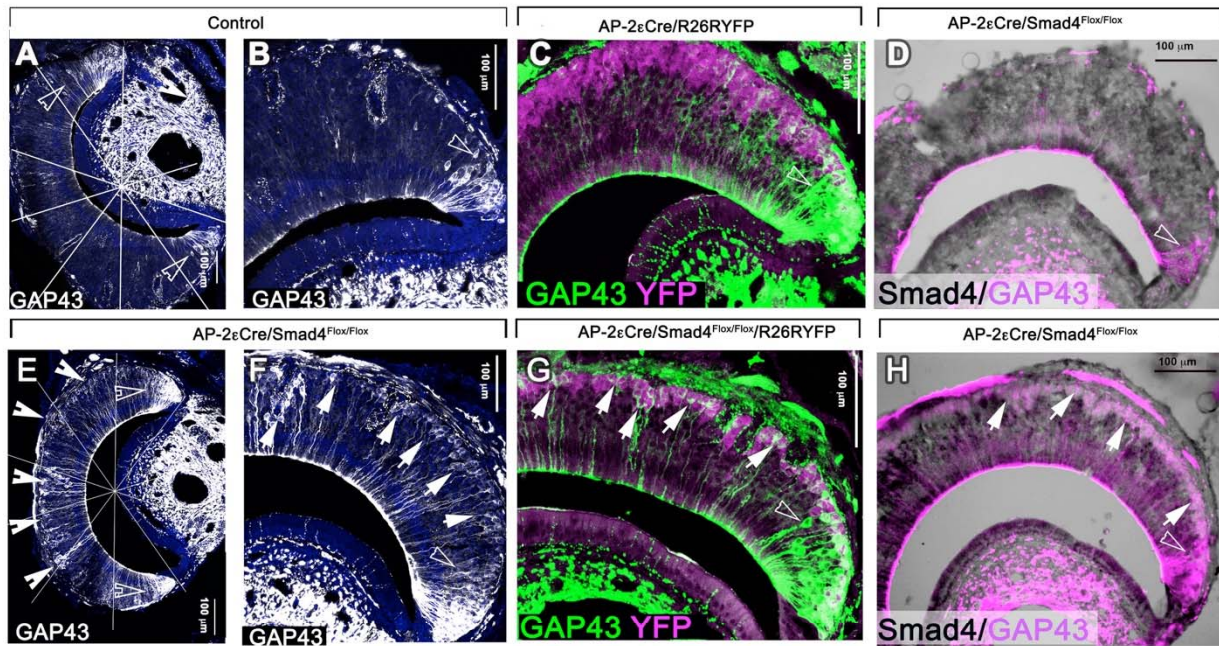 Control
AP-2εCre/R26RYFP
AP-2εCre/Smad4Flox/Flox
A
100 μm
GAP43
B
100 μm
GAP43
C
100 μm
GAP43 YFP
D
100 μm
Smad4/GAP43
AP-2εCre/Smad4Flox/Flox
AP-2εCre/Smad4Flox/Flox/R26RYFP
AP-2εCre/Smad4Flox/Flox
E
100 μm
GAP43
F
100 μm
GAP43
G
100 μm
GAP43 YFP
H
100 μm
Smad4/GAP43